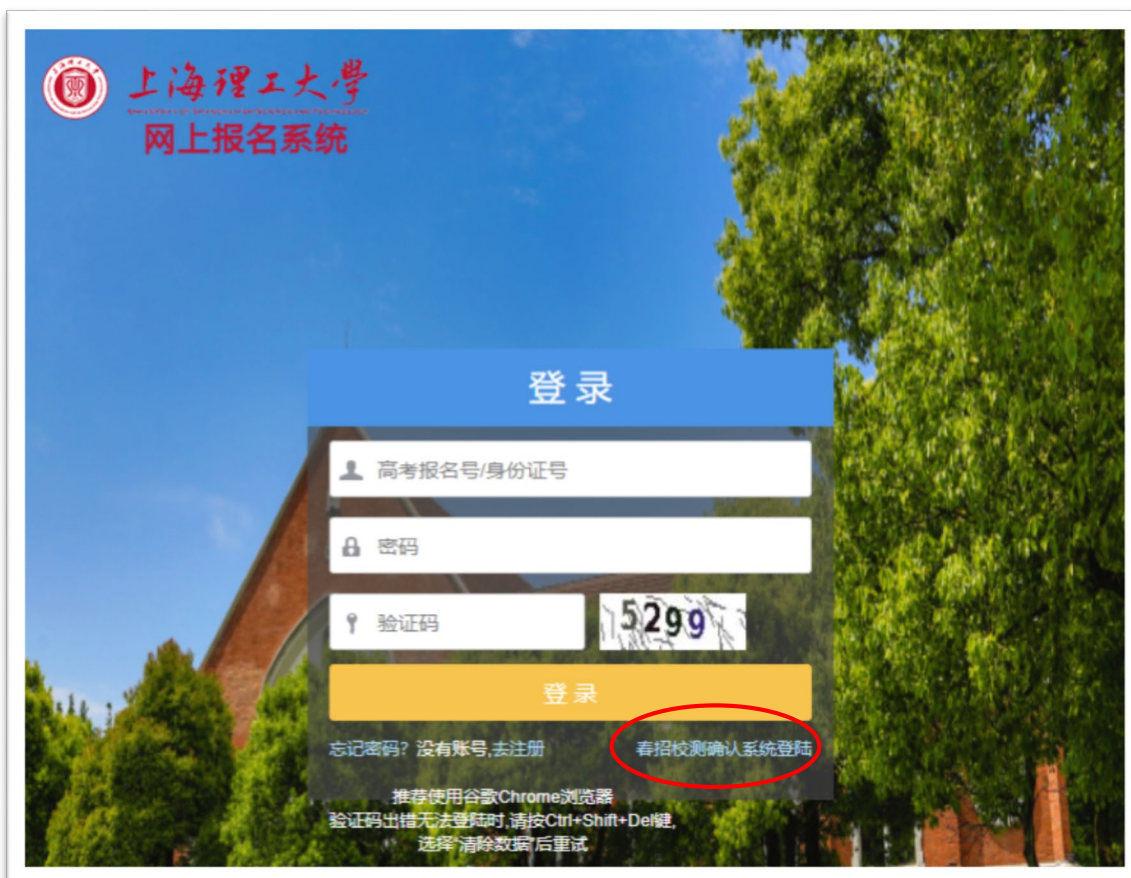 上海理工大學
网上报名系统
登录
高考报名号/身份证号
密码
验证码
5299
登录
忘记密码? 没有账号,去注册
春招校测确认系统登陆
推荐使用谷歌Chrome浏览器
验证码出错无法登陆时,请按Ctrl+Shift+Del键,
选择“清除数据”后重试